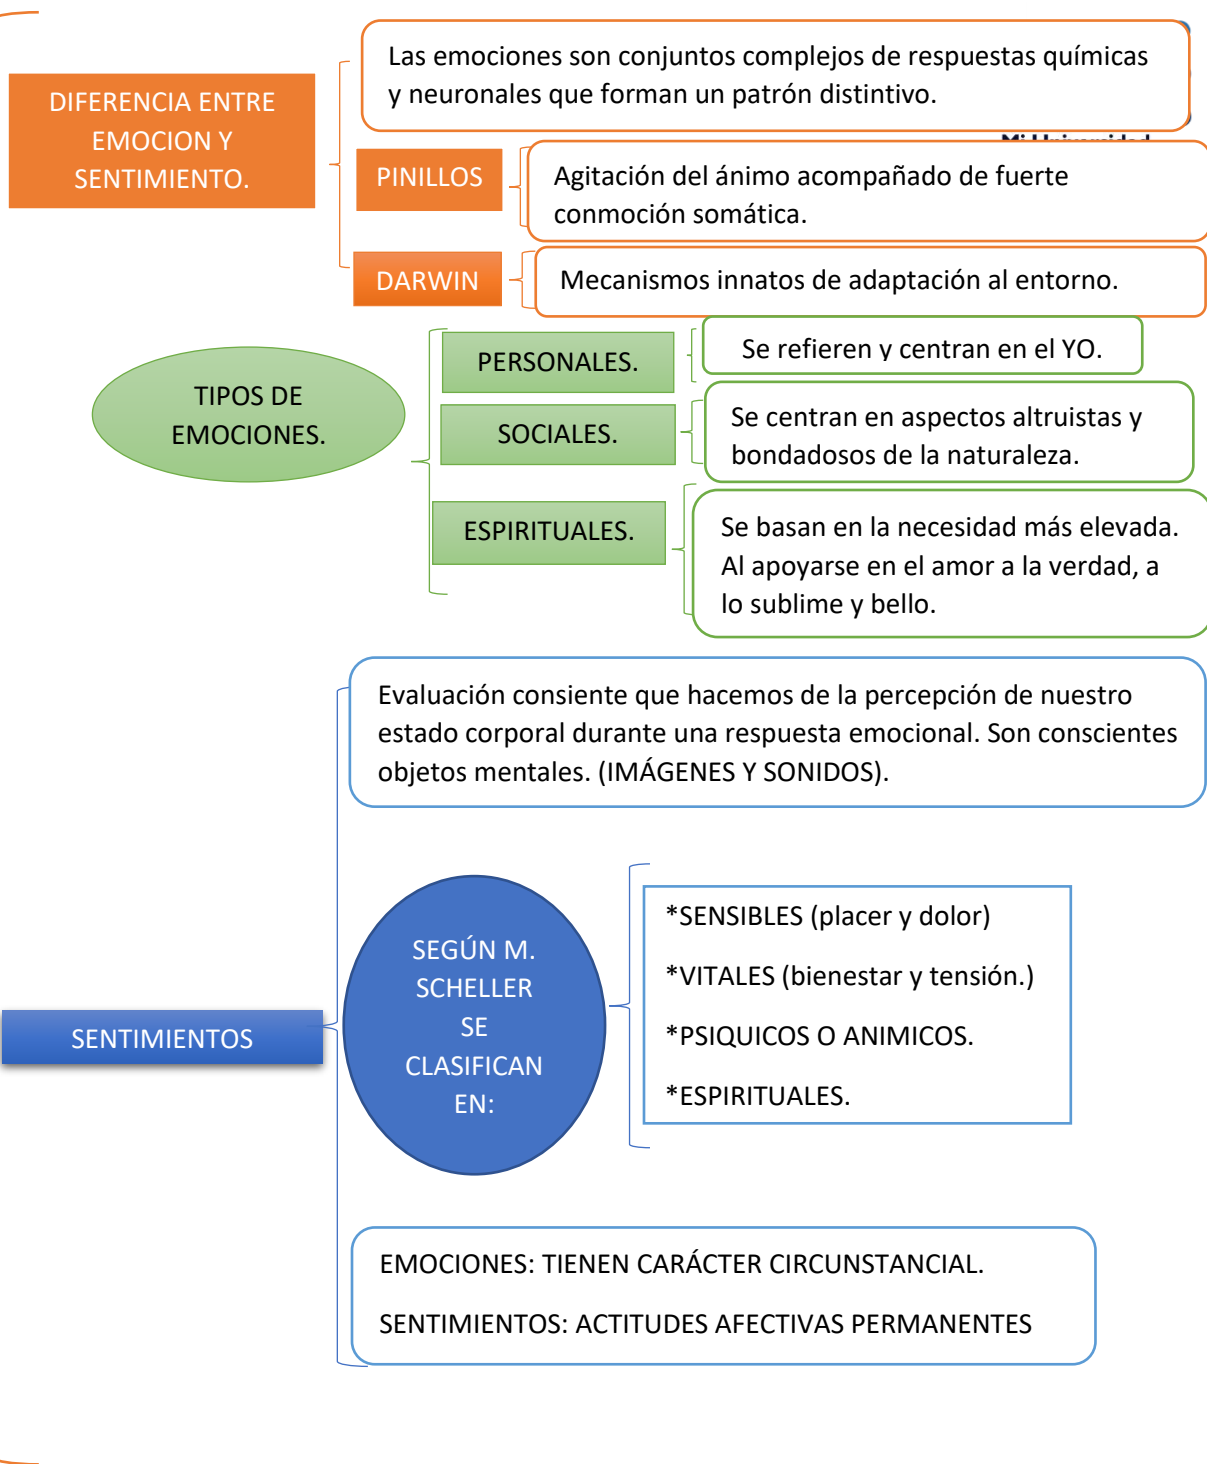 Las emociones son conjuntos complejos de respuestas químicas
y neuronales que forman un patrón distintivo.
DIFERENCIA ENTRE
EMOCION Y
SENTIMIENTO.
Mi Universidad
PINILLOS
Agitación del ánimo acompañado de fuerte
conmoción somática.
DARWIN
Mecanismos innatos de adaptación al entorno.
TIPOS DE
EMOCIONES.
PERSONALES.
Se refieren y centran en el YO.
SOCIALES.
Se centran en aspectos altruistas y
bondadosos de la naturaleza.
ESPIRITUALES.
Se basan en la necesidad más elevada.
Al apoyarse en el amor a la verdad, a
lo sublime y bello.
Evaluación consiente que hacemos de la percepción de nuestro
estado corporal durante una respuesta emocional. Son conscientes
objetos mentales. (IMÁGENES Y SONIDOS).
SENTIMIENTOS
SEGÚN M.
SCHELLER
SE
CLASIFICAN
EN:
*SENSIBLES (placer y dolor)
*VITALES (bienestar y tensión.)
*PSIQUICOS O ANIMICOS.
*ESPIRITUALES.
EMOCIONES: TIENEN CARÁCTER CIRCUNSTANCIAL.
SENTIMIENTOS: ACTITUDES AFECTIVAS PERMANENTES